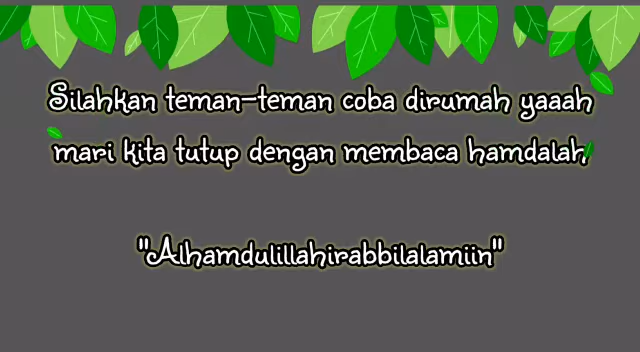 Silahkan teman-teman coba dirumah yaaah
mari kita tutup dengan membaca hamdalah
"Alhamdulillahirabbilalamiin"